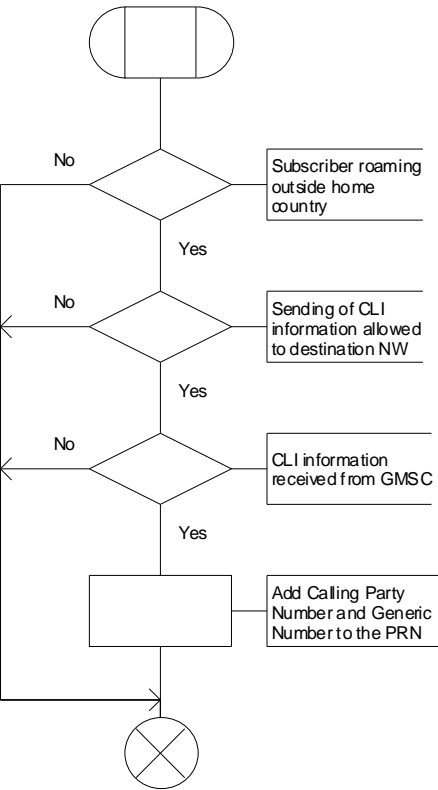 No
Subscriber roaming
outside home
country
Yes
No
Sending of CLI
information allowed
to destination NW
Yes
No
CLI information
received from GMSC
Yes
Add Calling Party
Number and Generic
Number to the PRN